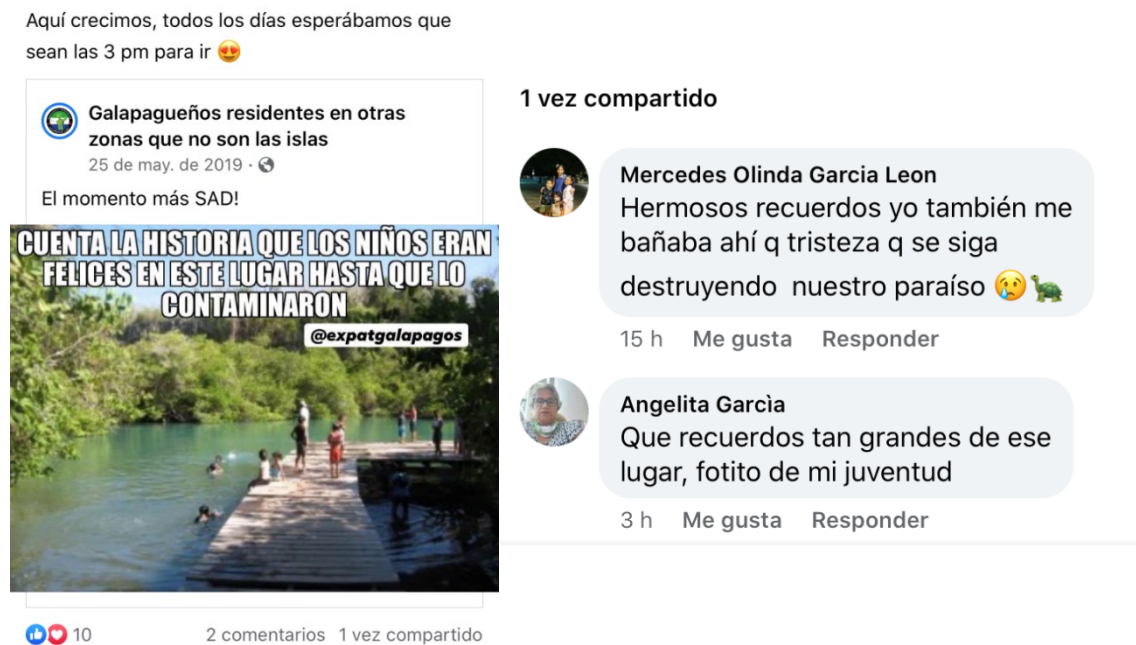 Aquí crecimos, todos los días esperábamos que
sean las 3 pm para ir 😍
Galapagueños residentes en otras
zonas que no son las islas
25 de may. de 2019 ·
El momento más SAD!
CUENTA LA HISTORIA QUE LOS NIÑOS ERAN
FELICES EN ESTE LUGAR HASTA QUE LO
CONTAMINARON
@expatgalapagos
10
2 comentarios 1 vez compartido
1 vez compartido
Mercedes Olinda Garcia Leon
Hermosos recuerdos yo también me
bañaba ahí q tristeza q se siga
destruyendo nuestro paraíso 😢🐢
15 h Me gusta Responder
Angelita Garcìa
Que recuerdos tan grandes de ese
lugar, fotito de mi juventud
3 h Me gusta Responder